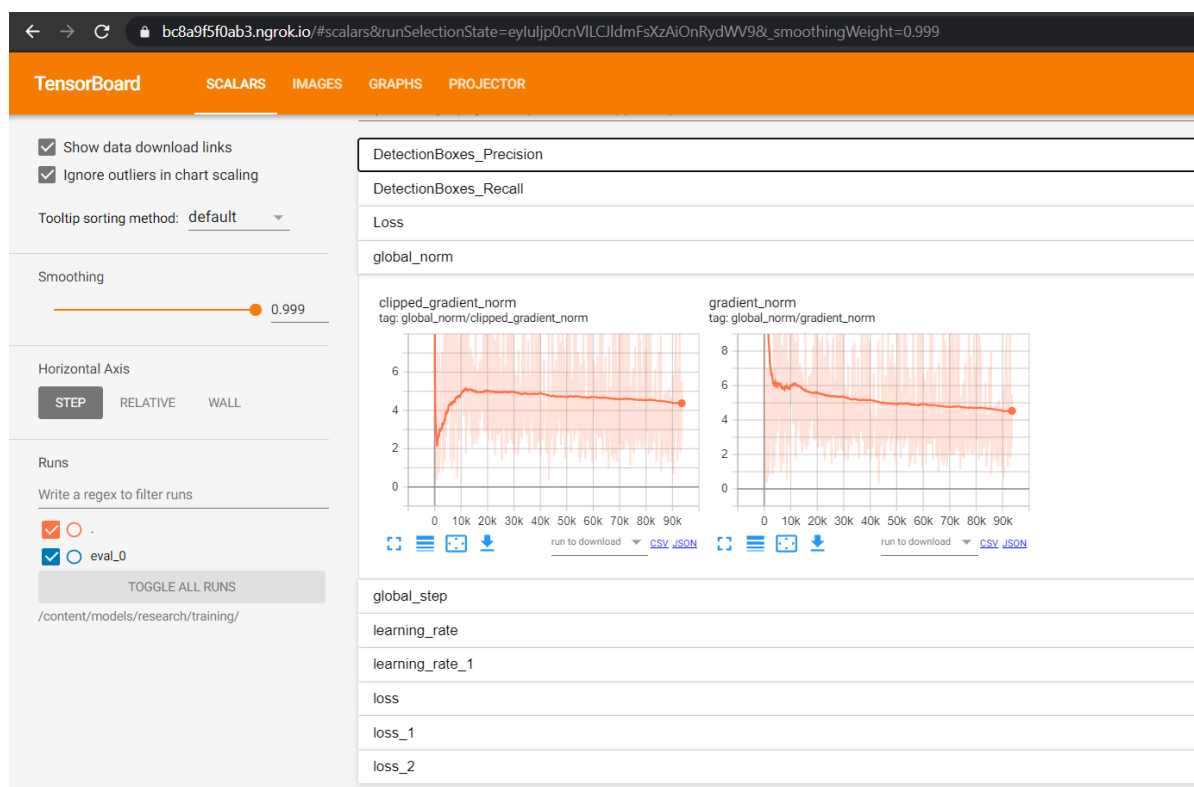 bc8a9f5f0ab3.ngrok.io/#scalars&runSelectionState=eyIuIjp0cnVlLCJldmFsXzAiOnRydWV9&_smoothingWeight=0.999
TensorBoard SCALARS IMAGES GRAPHS PROJECTOR
Show data download links
Ignore outliers in chart scaling
Tooltip sorting method: default
Smoothing
0.999
Horizontal Axis
STEP RELATIVE WALL
Runs
Write a regex to filter runs
.
eval_0
TOGGLE ALL RUNS
/content/models/research/training/
DetectionBoxes_Precision
DetectionBoxes_Recall
Loss
global_norm
clipped_gradient_norm
tag: global_norm/clipped_gradient_norm
6
4
2
0
0 10k 20k 30k 40k 50k 60k 70k 80k 90k
run to download CSV JSON
gradient_norm
tag: global_norm/gradient_norm
8
6
4
2
0
0 10k 20k 30k 40k 50k 60k 70k 80k 90k
run to download CSV JSON
global_step
learning_rate
learning_rate_1
loss
loss_1
loss_2